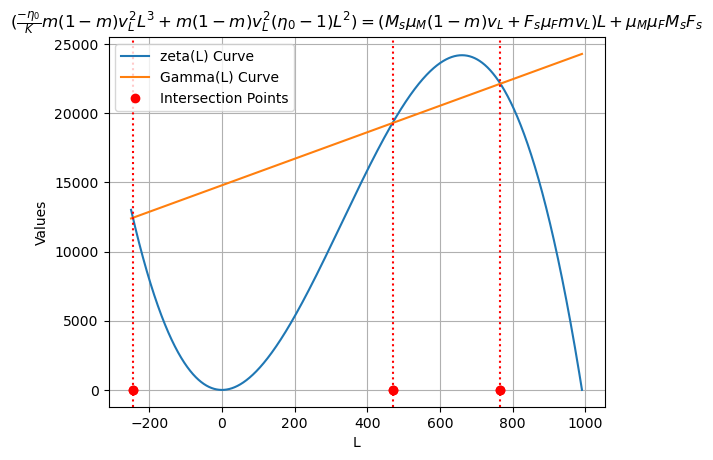 $(\frac{-\eta_0}{K}m(1-m)v_L^2L^3 + m(1-m)v_L^2(\eta_0-1)L^2) = (M_s\mu_M(1-m)v_L + F_s\mu_F m v_L)L + \mu_M\mu_F M_s F_s$
zeta(L) Curve
Gamma(L) Curve
Intersection Points
25000
20000
15000
10000
5000
0
Values
−200 0 200 400 600 800 1000
L